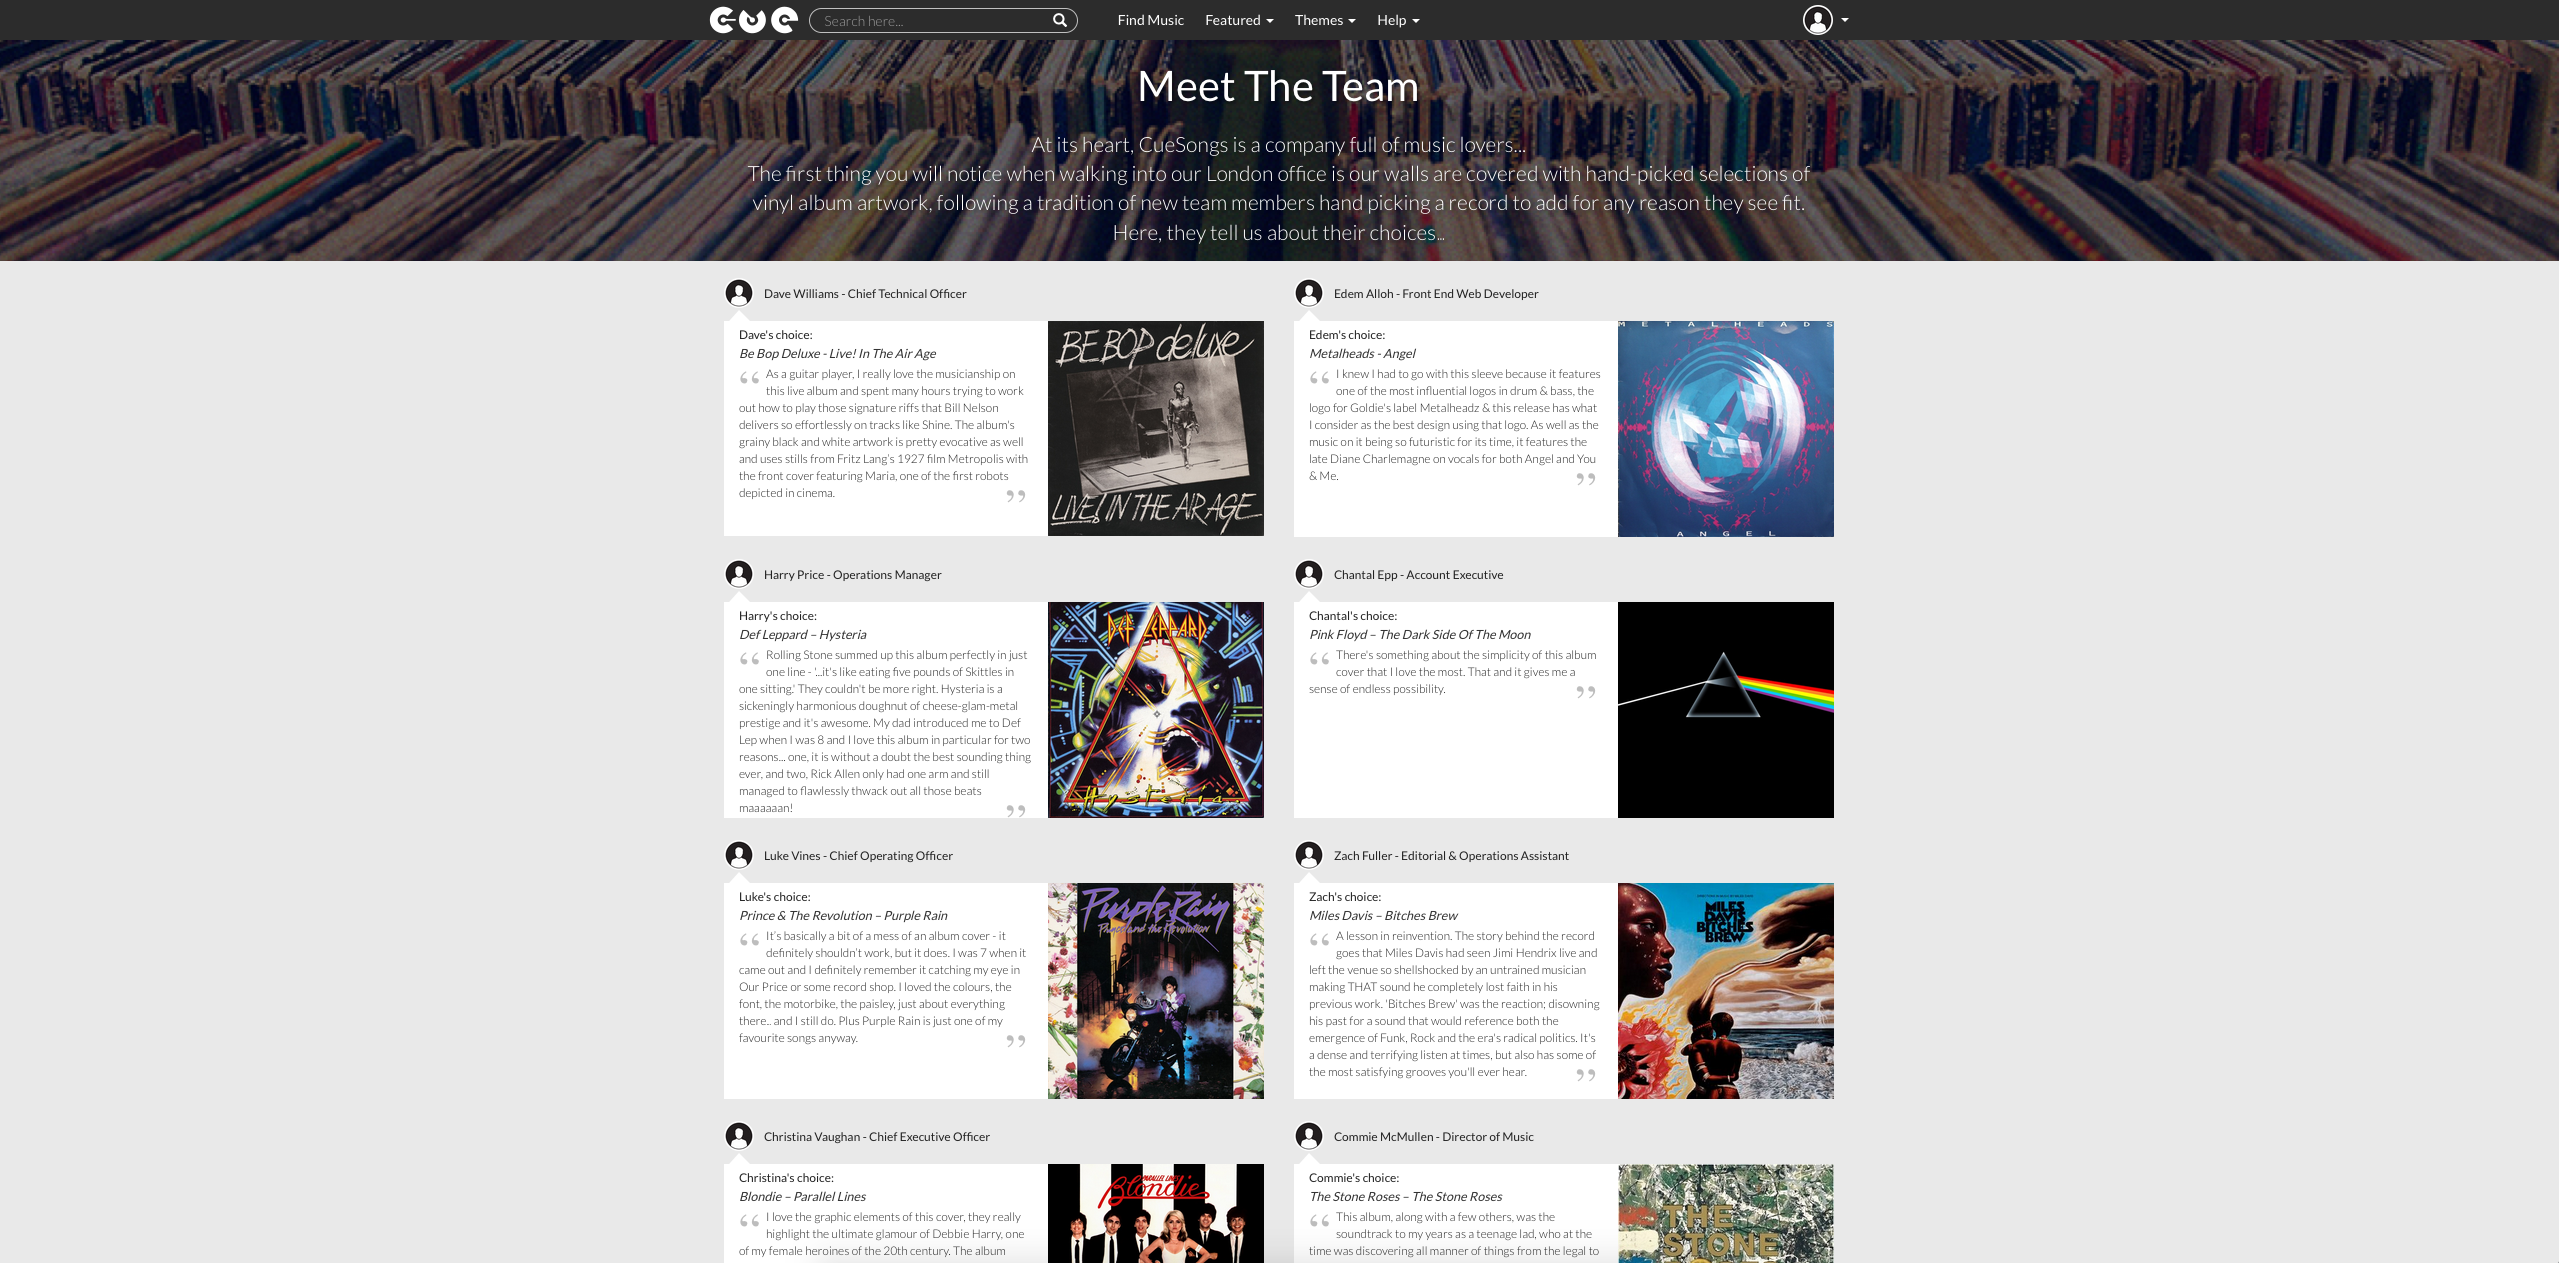 cue
Search here...
Find Music
Featured
Themes
Help
Meet The Team
At its heart, CueSongs is a company full of music lovers...
The first thing you will notice when walking into our London office is our walls are covered with hand-picked selections of
vinyl album artwork, following a tradition of new team members hand picking a record to add for any reason they see fit.
Here, they tell us about their choices...
Dave Williams - Chief Technical Officer
Dave's choice:
Be Bop Deluxe - Live! In The Air Age
“ As a guitar player, I really love the musicianship on
this live album and spent many hours trying to work
out how to play those signature riffs that Bill Nelson
delivers so effortlessly on tracks like Shine. The album's
grainy black and white artwork is pretty evocative as well
and uses stills from Fritz Lang's 1927 film Metropolis with
the front cover featuring Maria, one of the first robots
depicted in cinema. ”
BE BOP deluxe
LIVE! IN THE AIR AGE
Edem Alloh - Front End Web Developer
Edem's choice:
Metalheads - Angel
“ I knew I had to go with this sleeve because it features
one of the most influential logos in drum & bass, the
logo for Goldie's label Metalheadz & this release has what
I consider as the best design using that logo. As well as the
music on it being so futuristic for its time, it features the
late Diane Charlemagne on vocals for both Angel and You
& Me. ”
METALHEADS
ANGEL
Harry Price - Operations Manager
Harry's choice:
Def Leppard – Hysteria
“ Rolling Stone summed up this album perfectly in just
one line - '...it's like eating five pounds of Skittles in
one sitting.' They couldn't be more right. Hysteria is a
sickeningly harmonious doughnut of cheese-glam-metal
prestige and it's awesome. My dad introduced me to Def
Lep when I was 8 and I love this album in particular for two
reasons... one, it is without a doubt the best sounding thing
ever, and two, Rick Allen only had one arm and still
managed to flawlessly thwack out all those beats
maaaaaan! ”
DEF LEPPARD
Hysteria
Chantal Epp - Account Executive
Chantal's choice:
Pink Floyd – The Dark Side Of The Moon
“ There's something about the simplicity of this album
cover that I love the most. That and it gives me a
sense of endless possibility. ”
Luke Vines - Chief Operating Officer
Luke's choice:
Prince & The Revolution – Purple Rain
“ It's basically a bit of a mess of an album cover - it
definitely shouldn't work, but it does. I was 7 when it
came out and I definitely remember it catching my eye in
Our Price or some record shop. I loved the colours, the
font, the motorbike, the paisley, just about everything
there.. and I still do. Plus Purple Rain is just one of my
favourite songs anyway. ”
Purple Rain
Prince and the Revolution
Zach Fuller - Editorial & Operations Assistant
Zach's choice:
Miles Davis – Bitches Brew
“ A lesson in reinvention. The story behind the record
goes that Miles Davis had seen Jimi Hendrix live and
left the venue so shellshocked by an untrained musician
making THAT sound he completely lost faith in his
previous work. 'Bitches Brew' was the reaction; disowning
his past for a sound that would reference both the
emergence of Funk, Rock and the era's radical politics. It's
a dense and terrifying listen at times, but also has some of
the most satisfying grooves you'll ever hear. ”
MILES
DAVIS
BITCHES
BREW
Christina Vaughan - Chief Executive Officer
Christina's choice:
Blondie – Parallel Lines
“ I love the graphic elements of this cover, they really
highlight the ultimate glamour of Debbie Harry, one
of my female heroines of the 20th century. The album
PARALLEL LINES
Blondie
Commie McMullen - Director of Music
Commie's choice:
The Stone Roses – The Stone Roses
“ This album, along with a few others, was the
soundtrack to my years as a teenage lad, who at the
time was discovering all manner of things from the legal to
THE
STONE